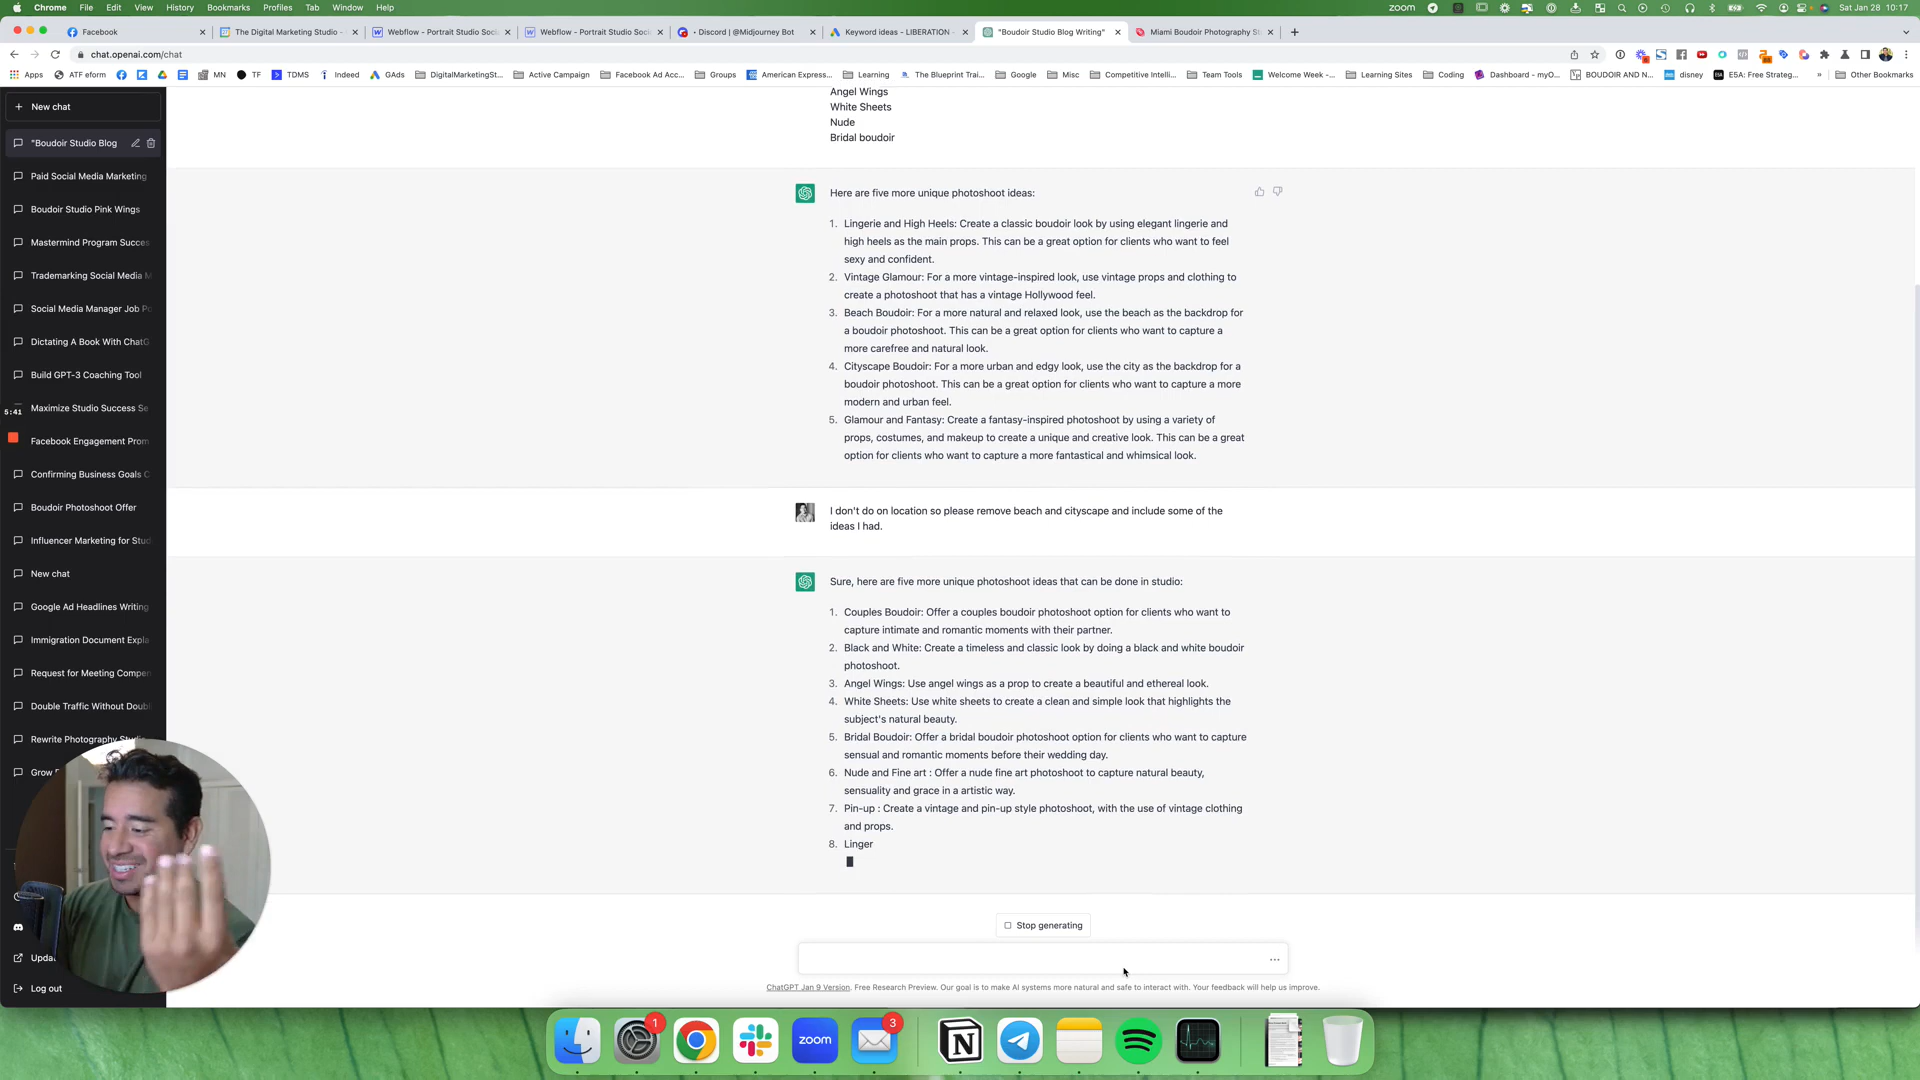 Chrome File Edit View History Bookmarks Profiles Tab Window Help zoom Sat Jan 28 10:17
Facebook The Digital Marketing Studio - Webflow - Portrait Studio Soci Webflow - Portrait Studio Soci • Discord | @Midjourney Bot Keyword ideas - LIBERATION - "Boudoir Studio Blog Writing" Miami Boudoir Photography S
chat.openai.com/chat
Apps ATF eform MN TF TDMS Indeed GAds DigitalMarketingSt... Active Campaign Facebook Ad Acco... Groups American Express... Learning The Blueprint Trai... Google Misc Competitive Intelli... Team Tools Welcome Week -... Learning Sites Coding Dashboard - myO... BOUDOIR AND N... disney E5A: Free Strateg... » Other Bookmarks
New chat
"Boudoir Studio Blog
Paid Social Media Marketing
Boudoir Studio Pink Wings
Mastermind Program Succes
Trademarking Social Media M
Social Media Manager Job Po
Dictating A Book With ChatG
Build GPT-3 Coaching Tool
5:41
Maximize Studio Success Se
Facebook Engagement Prom
Confirming Business Goals C
Boudoir Photoshoot Offer
Influencer Marketing for Stud
New chat
Google Ad Headlines Writing
Immigration Document Expla
Request for Meeting Compen
Double Traffic Without Doubl
Rewrite Photography Studio
Grow
Upda
Log out
Angel Wings
White Sheets
Nude
Bridal boudoir
Here are five more unique photoshoot ideas:
1. Lingerie and High Heels: Create a classic boudoir look by using elegant lingerie and
high heels as the main props. This can be a great option for clients who want to feel
sexy and confident.
2. Vintage Glamour: For a more vintage-inspired look, use vintage props and clothing to
create a photoshoot that has a vintage Hollywood feel.
3. Beach Boudoir: For a more natural and relaxed look, use the beach as the backdrop for
a boudoir photoshoot. This can be a great option for clients who want to capture a
more carefree and natural look.
4. Cityscape Boudoir: For a more urban and edgy look, use the city as the backdrop for a
boudoir photoshoot. This can be a great option for clients who want to capture a more
modern and urban feel.
5. Glamour and Fantasy: Create a fantasy-inspired photoshoot by using a variety of
props, costumes, and makeup to create a unique and creative look. This can be a great
option for clients who want to capture a more fantastical and whimsical look.
I don't do on location so please remove beach and cityscape and include some of the
ideas I had.
Sure, here are five more unique photoshoot ideas that can be done in studio:
1. Couples Boudoir: Offer a couples boudoir photoshoot option for clients who want to
capture intimate and romantic moments with their partner.
2. Black and White: Create a timeless and classic look by doing a black and white boudoir
photoshoot.
3. Angel Wings: Use angel wings as a prop to create a beautiful and ethereal look.
4. White Sheets: Use white sheets to create a clean and simple look that highlights the
subject's natural beauty.
5. Bridal Boudoir: Offer a bridal boudoir photoshoot option for clients who want to capture
sensual and romantic moments before their wedding day.
6. Nude and Fine art : Offer a nude fine art photoshoot to capture natural beauty,
sensuality and grace in a artistic way.
7. Pin-up : Create a vintage and pin-up style photoshoot, with the use of vintage clothing
and props.
8. Linger
Stop generating
ChatGPT Jan 9 Version. Free Research Preview. Our goal is to make AI systems more natural and safe to interact with. Your feedback will help us improve.
1 zoom 3